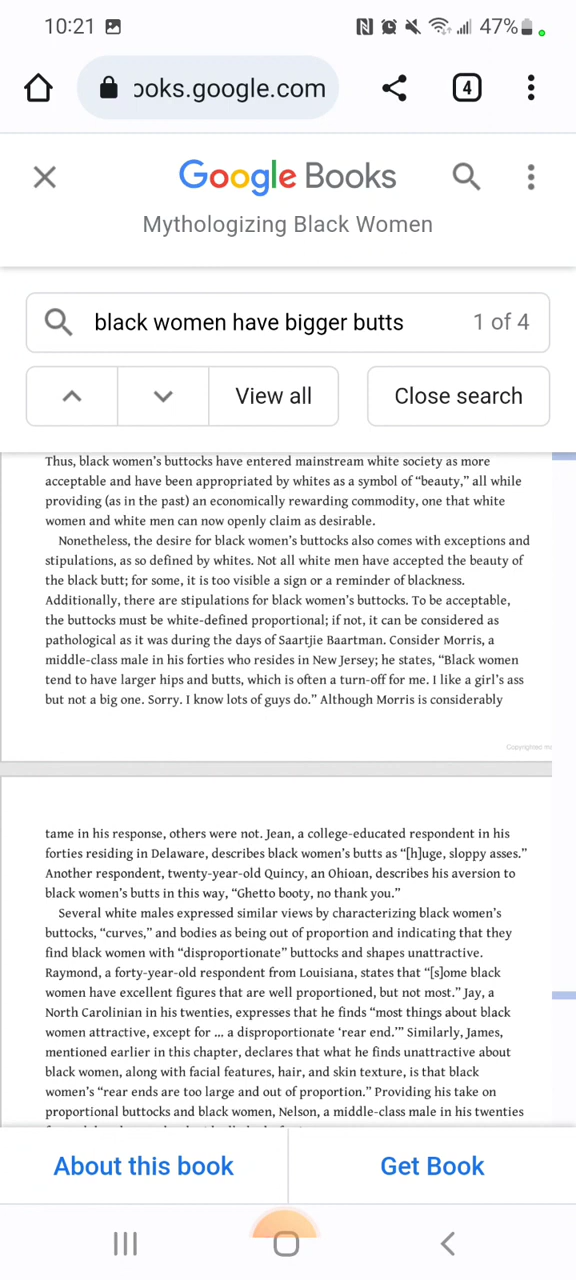 10:21
47%
ooks.google.com
4
Google Books
Mythologizing Black Women
black women have bigger butts 1 of 4
View all
Close search
Thus, black women’s buttocks have entered mainstream white society as more
acceptable and have been appropriated by whites as a symbol of “beauty,” all while
providing (as in the past) an economically rewarding commodity, one that white
women and white men can now openly claim as desirable.
Nonetheless, the desire for black women’s buttocks also comes with exceptions and
stipulations, as so defined by whites. Not all white men have accepted the beauty of
the black butt; for some, it is too visible a sign or a reminder of blackness.
Additionally, there are stipulations for black women’s buttocks. To be acceptable,
the buttocks must be white-defined proportional; if not, it can be considered as
pathological as it was during the days of Saartjie Baartman. Consider Morris, a
middle-class male in his forties who resides in New Jersey; he states, “Black women
tend to have larger hips and butts, which is often a turn-off for me. I like a girl’s ass
but not a big one. Sorry. I know lots of guys do.” Although Morris is considerably
Copyrighted
tame in his response, others were not. Jean, a college-educated respondent in his
forties residing in Delaware, describes black women’s butts as “[h]uge, sloppy asses.”
Another respondent, twenty-year-old Quincy, an Ohioan, describes his aversion to
black women’s butts in this way, “Ghetto booty, no thank you.”
Several white males expressed similar views by characterizing black women’s
buttocks, “curves,” and bodies as being out of proportion and indicating that they
find black women with “disproportionate” buttocks and shapes unattractive.
Raymond, a forty-year-old respondent from Louisiana, states that “[s]ome black
women have excellent figures that are well proportioned, but not most.” Jay, a
North Carolinian in his twenties, expresses that he finds “most things about black
women attractive, except for ... a disproportionate ‘rear end.’” Similarly, James,
mentioned earlier in this chapter, declares that what he finds unattractive about
black women, along with facial features, hair, and skin texture, is that black
women’s “rear ends are too large and out of proportion.” Providing his take on
proportional buttocks and black women, Nelson, a middle-class male in his twenties
About this book
Get Book